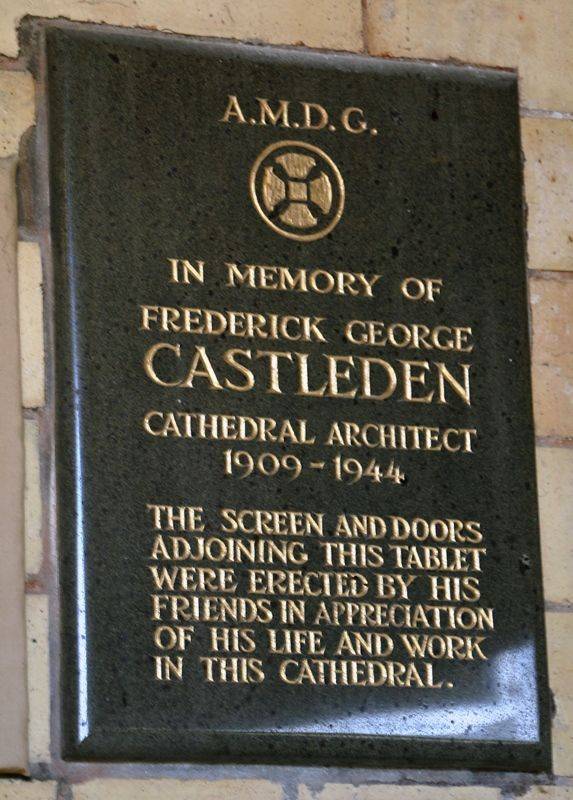 A.M.D.G.
IN MEMORY OF
FREDERICK GEORGE
CASTLEDEN
CATHEDRAL ARCHITECT
1909 - 1944
THE SCREEN AND DOORS
ADJOINING THIS TABLET
WERE ERECTED BY HIS
FRIENDS IN APPRECIATION
OF HIS LIFE AND WORK
IN THIS CATHEDRAL.